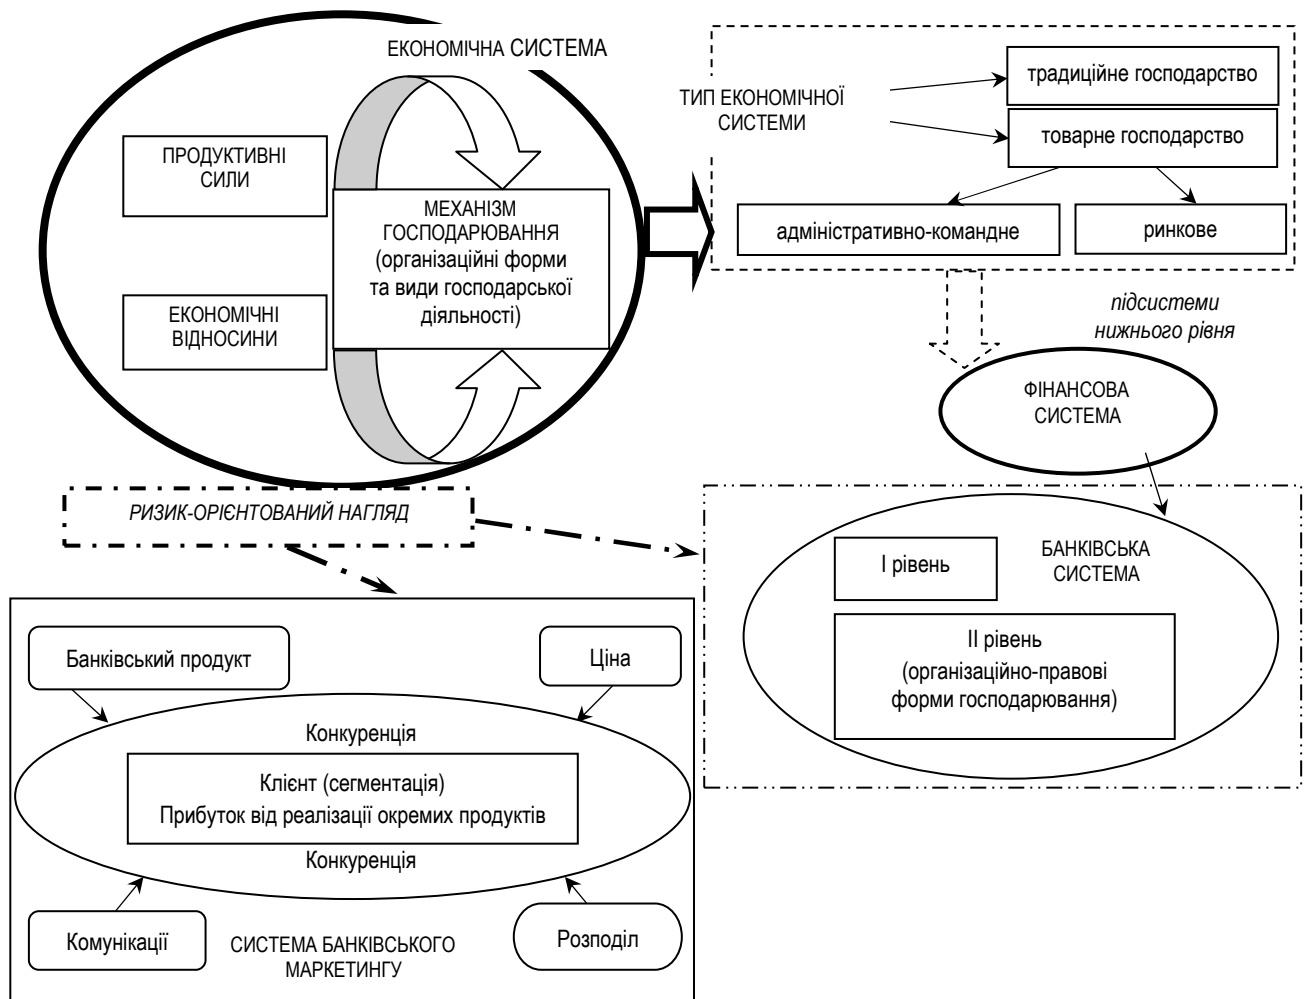 ЕКОНОМІЧНА СИСТЕМА
ПРОДУКТИВНІ
СИЛИ
МЕХАНІЗМ
ГОСПОДАРЮВАННЯ
(організаційні форми
та види господарської
діяльності)
ЕКОНОМІЧНІ
ВІДНОСИНИ
ТИП ЕКОНОМІЧНОЇ
СИСТЕМИ
традиційне господарство
товарне господарство
адміністративно-командне
ринкове
підсистеми
нижнього рівня
ФІНАНСОВА
СИСТЕМА
РИЗИК-ОРІЄНТОВАНИЙ НАГЛЯД
І рівень
БАНКІВСЬКА
СИСТЕМА
ІІ рівень
(організаційно-правові
форми господарювання)
Банківський продукт
Ціна
Конкуренція
Клієнт (сегментація)
Прибуток від реалізації окремих продуктів
Конкуренція
Комунікації
Розподіл
СИСТЕМА БАНКІВСЬКОГО
МАРКЕТИНГУ